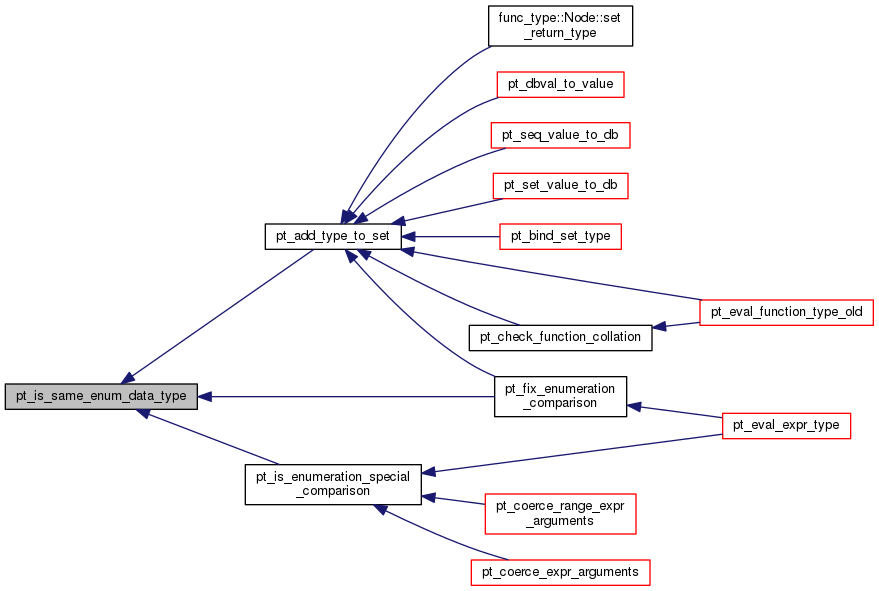 func_type::Node::set
_return_type
pt_dbval_to_value
pt_seq_value_to_db
pt_set_value_to_db
pt_add_type_to_set
pt_bind_set_type
pt_eval_function_type_old
pt_check_function_collation
pt_is_same_enum_data_type
pt_fix_enumeration
_comparison
pt_eval_expr_type
pt_is_enumeration_special
_comparison
pt_coerce_range_expr
_arguments
pt_coerce_expr_arguments